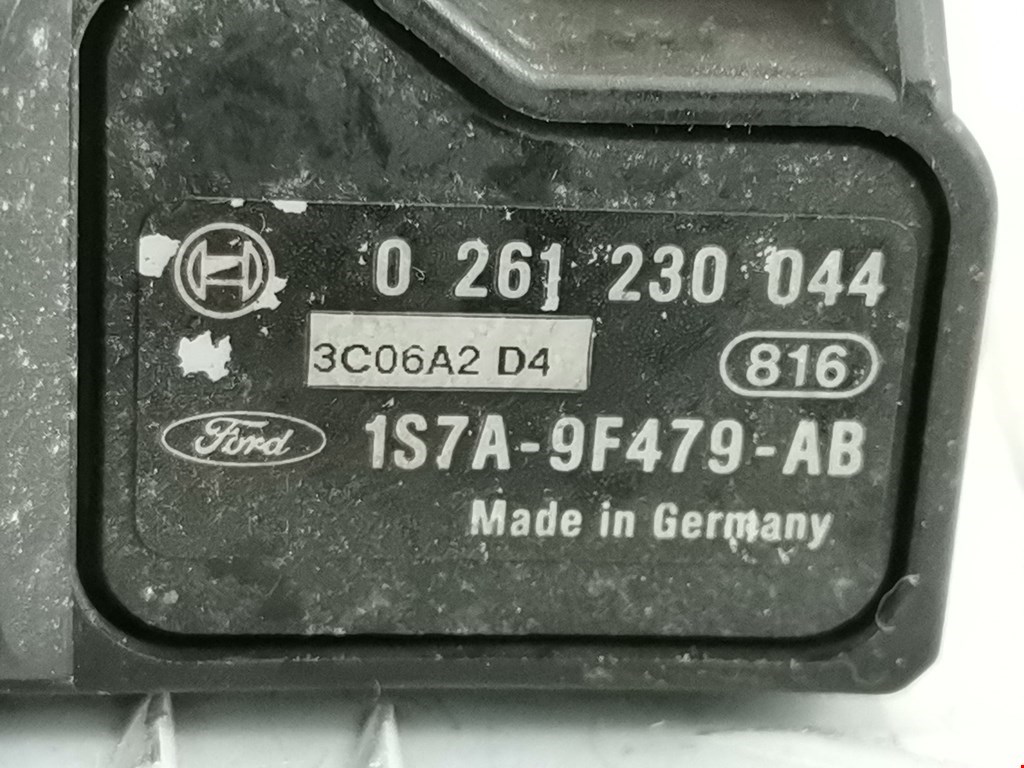 0 261 230 044
3C06A2 D4
816
Ford
1S7A-9F479-AB
Made in Germany